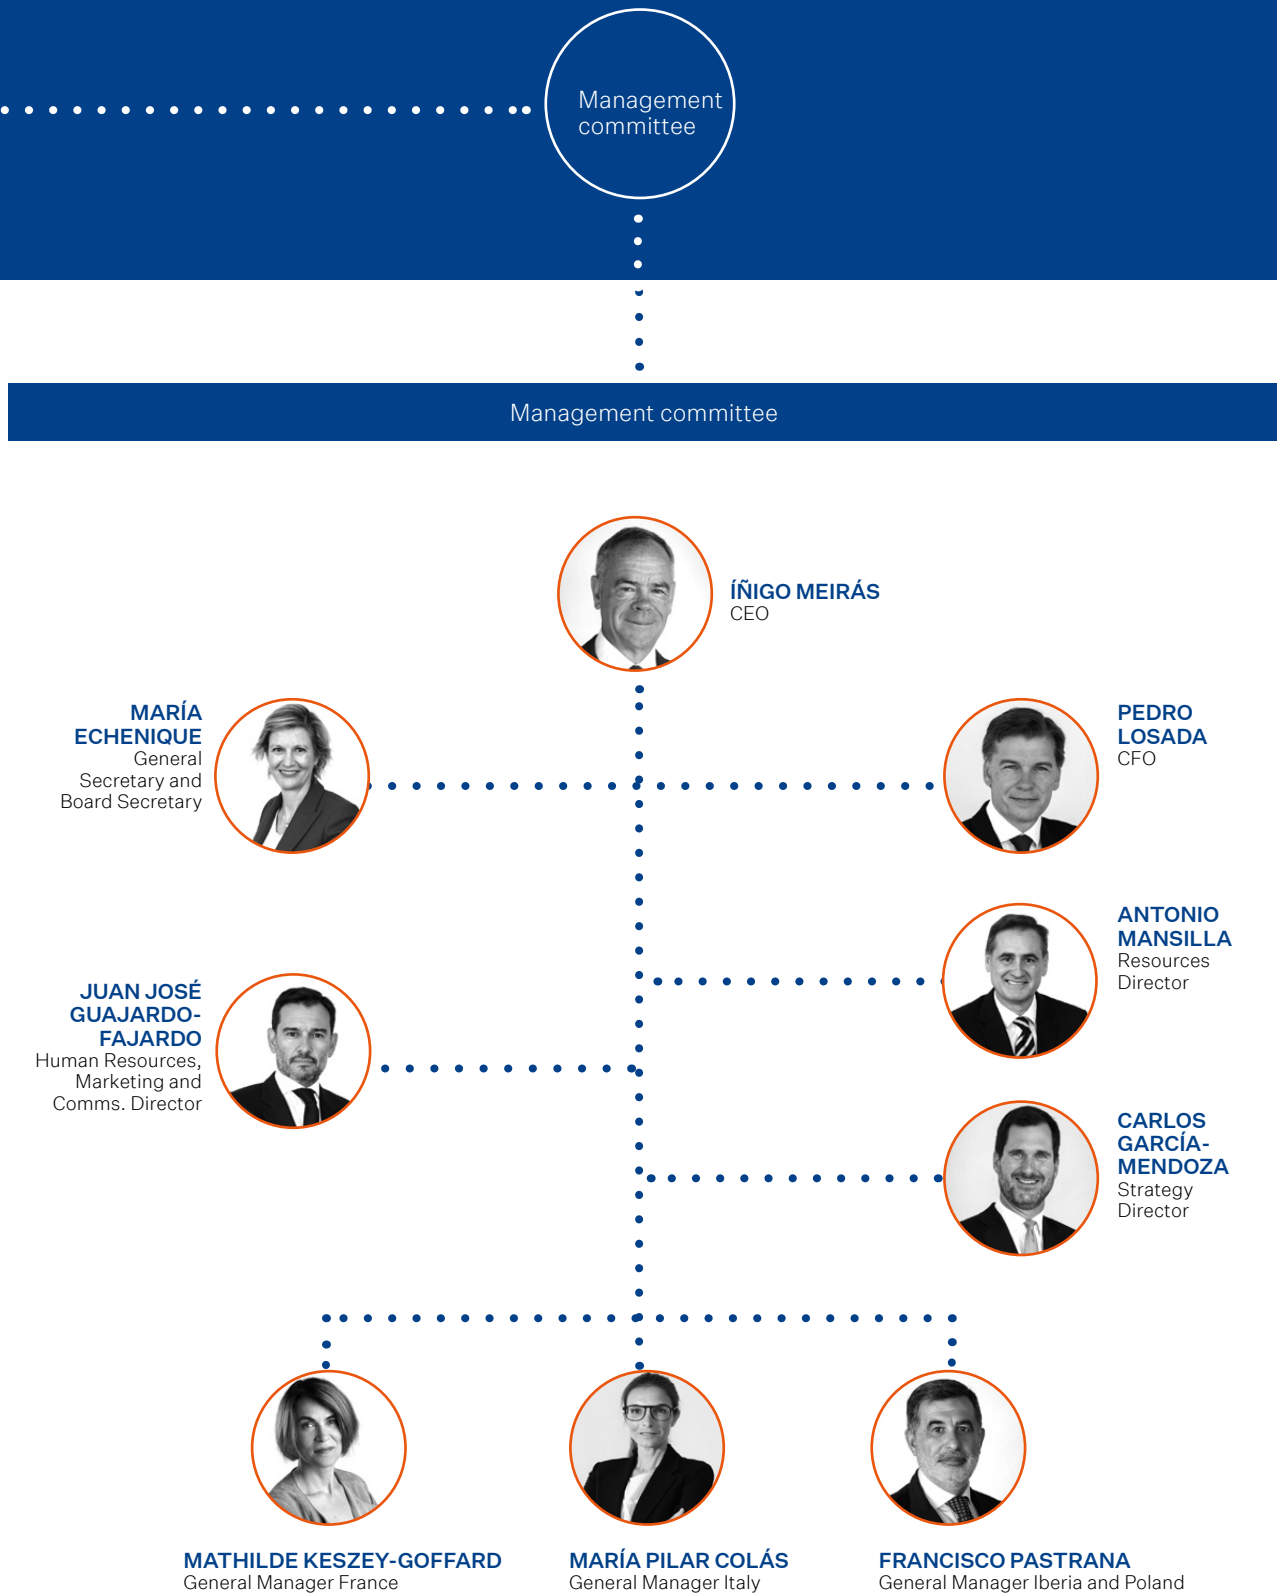 Management
committee
Management committee
ÍÑIGO MEIRÁS
CEO
MARÍA
ECHENIQUE
General
Secretary and
Board Secretary
PEDRO
LOSADA
CFO
ANTONIO
MANSILLA
Resources
Director
JUAN JOSÉ
GUAJARDO-
FAJARDO
Human Resources,
Marketing and
Comms. Director
CARLOS
GARCÍA-
MENDOZA
Strategy
Director
MATHILDE KESZEY-GOFFARD
General Manager France
MARÍA PILAR COLÁS
General Manager Italy
FRANCISCO PASTRANA
General Manager Iberia and Poland